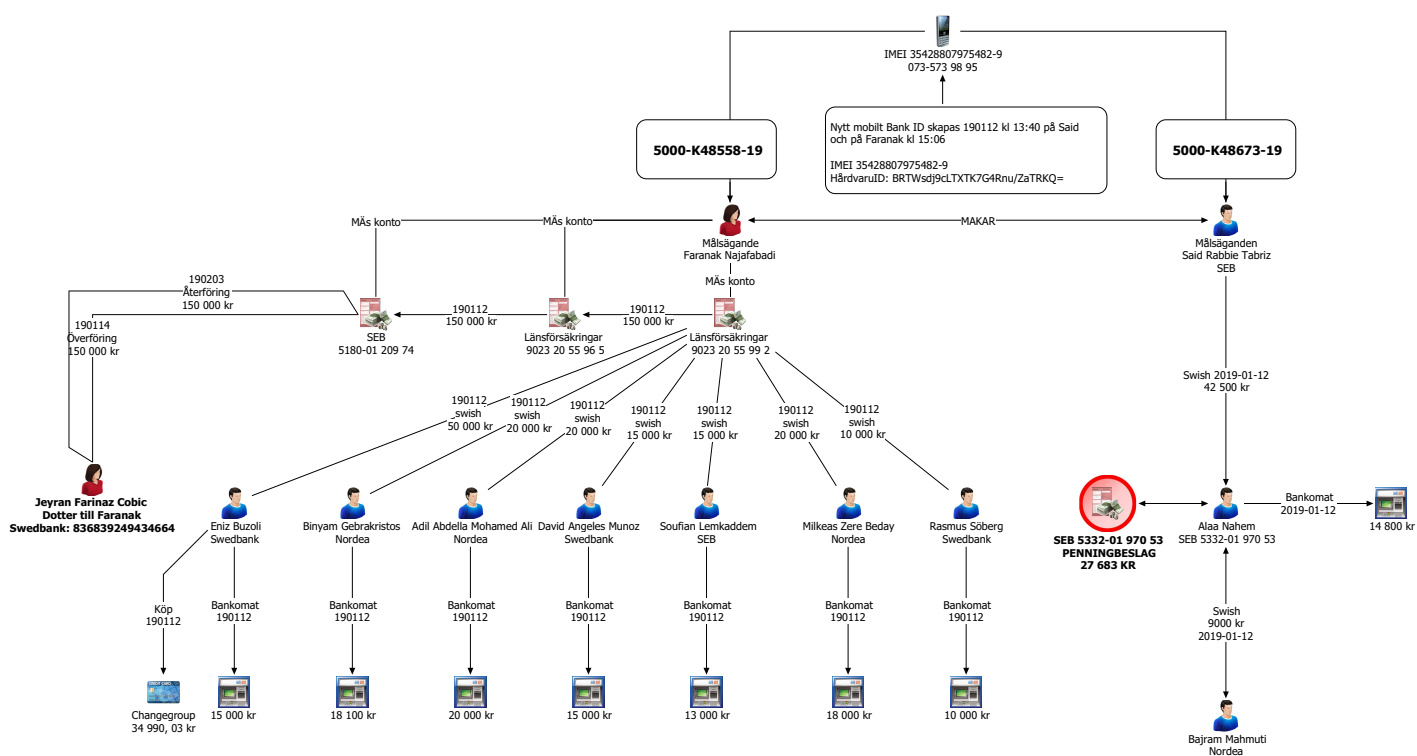 IMEI 35428807975482-9
073-573 98 95
Nytt mobilt Bank ID skapas 190112 kl 13:40 på Said
och på Faranak kl 15:06
IMEI 35428807975482-9
HårdvaruID: BRTWsdj9cLTXTK7G4Rnu/ZaTRKQ=
5000-K48558-19
5000-K48673-19
MÄs konto
MÄs konto
MAKAR
Målsägande
Faranak Najafabadi
Målsäganden
Said Rabbie Tabriz
SEB
MÄs konto
190203
Återföring
150 000 kr
190114
Överföring
150 000 kr
190112
150 000 kr
190112
150 000 kr
SEB
5180-01 209 74
Länsförsäkringar
9023 20 55 96 5
Länsförsäkringar
9023 20 55 99 2
Swish 2019-01-12
42 500 kr
190112
swish
50 000 kr
190112
swish
20 000 kr
190112
swish
20 000 kr
190112
swish
15 000 kr
190112
swish
15 000 kr
190112
swish
20 000 kr
190112
swish
10 000 kr
Jeyran Farinaz Cobic
Dotter till Faranak
Swedbank: 836839249434664
Eniz Buzoli
Swedbank
Binyam Gebrakristos
Nordea
Adil Abdella Mohamed Ali
Nordea
David Angeles Munoz
Swedbank
Soufian Lemkaddem
SEB
Milkeas Zere Beday
Nordea
Rasmus Söberg
Swedbank
SEB 5332-01 970 53
PENNINGBESLAG
27 683 KR
Alaa Nahem
SEB 5332-01 970 53
Bankomat
2019-01-12
14 800 kr
Köp
190112
Bankomat
190112
Bankomat
190112
Bankomat
190112
Bankomat
190112
Bankomat
190112
Bankomat
190112
Bankomat
190112
Swish
9000 kr
2019-01-12
CREDIT CARD
Changegroup
34 990, 03 kr
15 000 kr
18 100 kr
20 000 kr
15 000 kr
13 000 kr
18 000 kr
10 000 kr
Bajram Mahmuti
Nordea